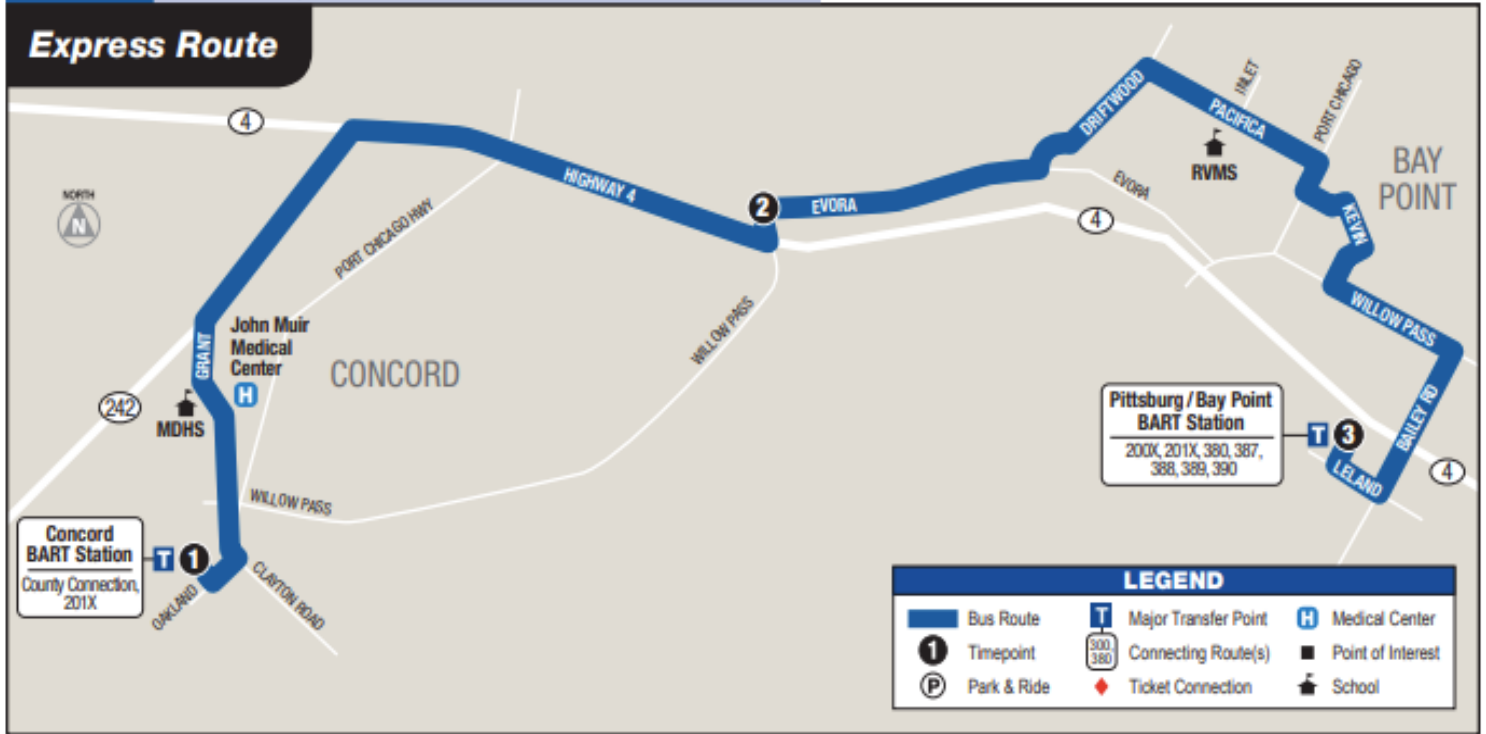 Express Route
4
NORTH
N
PORT CHICAGO HWY
HIGHWAY 4
2
EVORA
DRIFTWOOD
PACIFICA
INLET
PORT CHICAGO
RVMS
EVORA
4
BAY
POINT
KEVIN
WILLOW PASS
BAILEY RD
4
LELAND
Pittsburg / Bay Point
BART Station
200X, 201X, 380, 387,
388, 389, 390
T
3
GRANT
John Muir
Medical
Center
H
CONCORD
WILLOW PASS
242
MDHS
WILLOW PASS
Concord
BART Station
County Connection,
201X
T
1
OAKLAND
CLAYTON ROAD
LEGEND
Bus Route
1
Timepoint
P
Park & Ride
T
Major Transfer Point
300,
380
Connecting Route(s)
Ticket Connection
H
Medical Center
Point of Interest
School